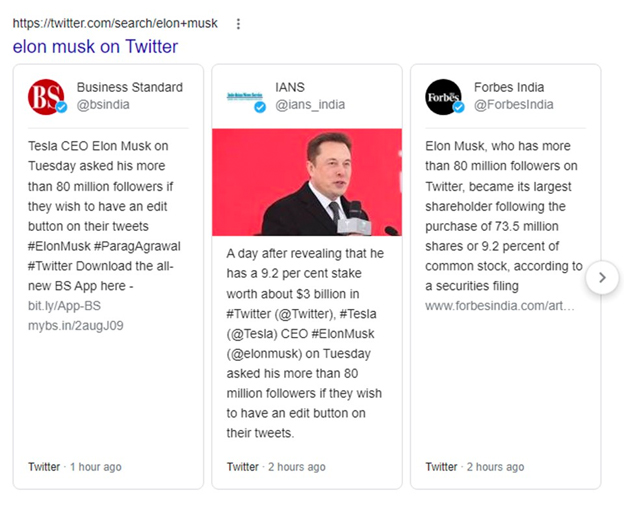 https://twitter.com/search/elon+musk
elon musk on Twitter
BS
Business Standard
@bsindia
Tesla CEO Elon Musk on
Tuesday asked his more
than 80 million followers if
they wish to have an edit
button on their tweets
#ElonMusk #ParagAgrawal
#Twitter Download the all-
new BS App here -
bit.ly/App-BS
mybs.in/2augJ09
Twitter · 1 hour ago
IANS
@ians_india
A day after revealing that he
has a 9.2 per cent stake
worth about $3 billion in
#Twitter (@Twitter), #Tesla
(@Tesla) CEO #ElonMusk
(@elonmusk) on Tuesday
asked his more than 80
million followers if they wish
to have an edit button on
their tweets.
Twitter · 2 hours ago
Forbes
Forbes India
@ForbesIndia
Elon Musk, who has more
than 80 million followers on
Twitter, became its largest
shareholder following the
purchase of 73.5 million
shares or 9.2 percent of
common stock, according to
a securities filing
www.forbesindia.com/art...
Twitter · 2 hours ago